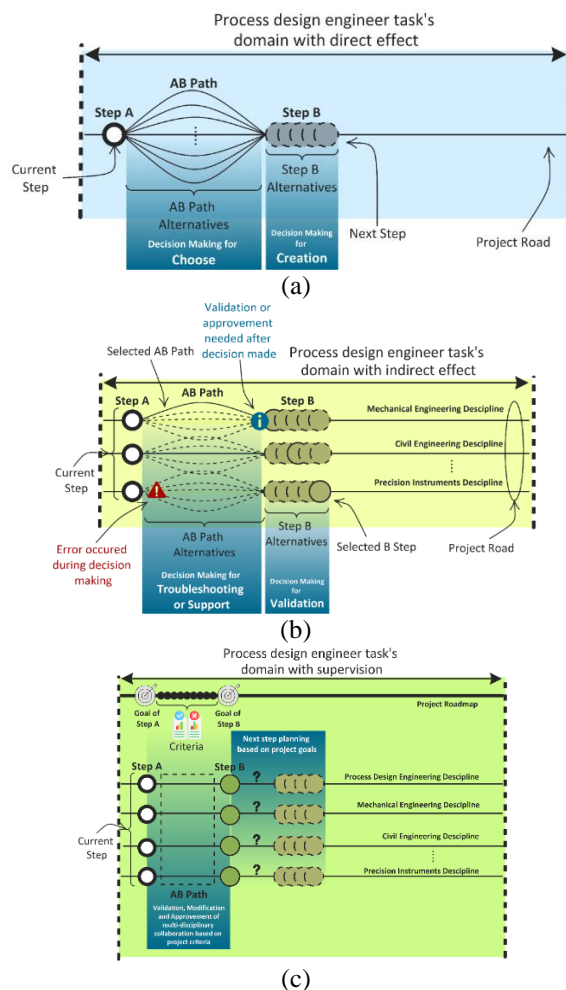 Process design engineer task's
domain with direct effect
AB Path
Step A
Step B
Current
Step
AB Path
Alternatives
Step B
Alternatives
Decision Making for
Choose
Decision Making
for
Creation
Next Step
Project Road
(a)
Validation or
approvement
needed after
decision made
Process design engineer task's
domain with indirect effect
Selected AB Path
Step A
AB Path
Step B
Mechanical Engineering Descipline
Civil Engineering Descipline
Precision Instruments Descipline
Current
Step
Error occured
during decision
making
AB Path
Alternatives
Step B
Alternatives
Selected B Step
Project Road
Decision Making for
Troubleshooting
or Support
Decision Making
for
Validation
(b)
Process design engineer task's
domain with supervision
Project Roadmap
Goal of
Step A
Goal of
Step B
Criteria
Next step planning
based on project goals
Step A
Step B
?
Process Design Engineering Descipline
?
Mechanical Engineering Descipline
?
Civil Engineering Descipline
?
Precision Instruments Descipline
Current
Step
AB Path
Validation, Modification
and Approvement of
multi-disciplinary
collaboration based on
project criteria
(c)